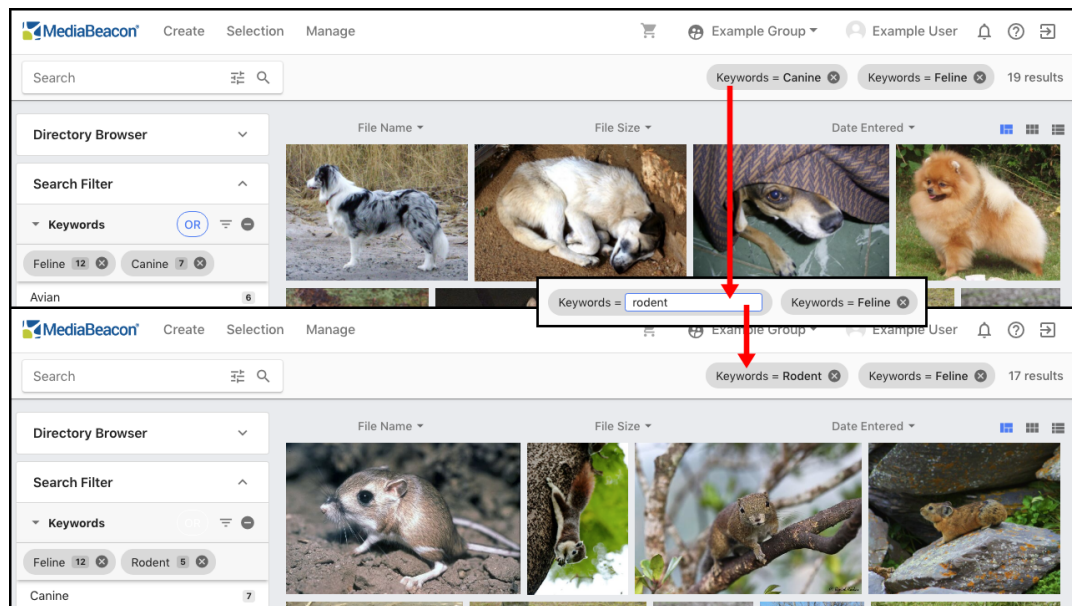 MediaBeacon® Create Selection Manage Example Group Example User
Search Keywords = Canine Keywords = Feline 19 results
Directory Browser File Name File Size Date Entered
Search Filter
Keywords OR
Feline 12 Canine 7
Avian 6
Keywords = rodent Keywords = Feline
MediaBeacon® Create Selection Manage Example Group Example User
Search Keywords = Rodent Keywords = Feline 17 results
Directory Browser File Name File Size Date Entered
Search Filter
Keywords OR
Feline 12 Rodent 5
Canine 7